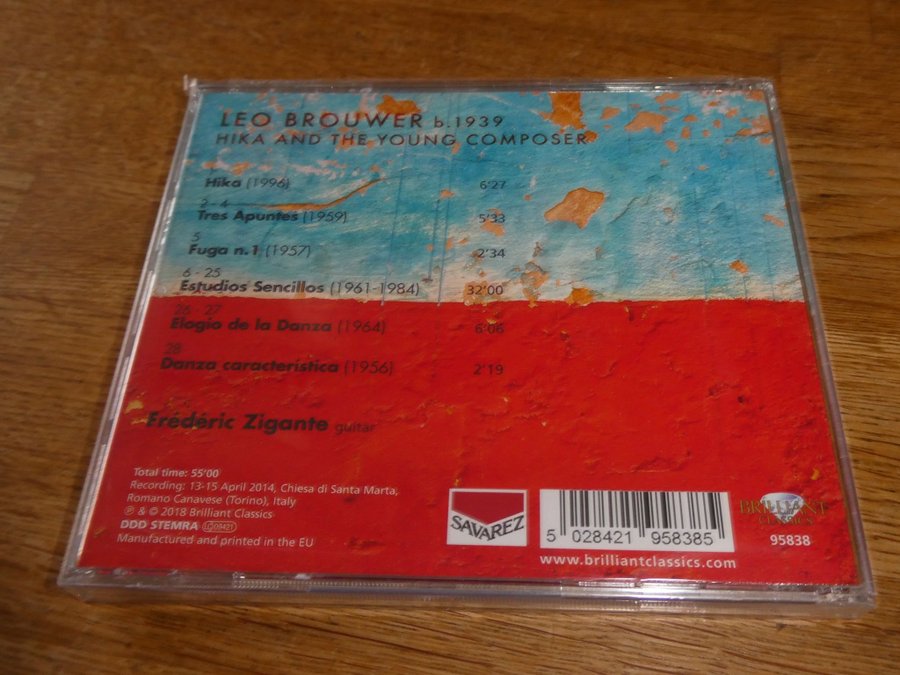 LEO BROUWER b.1939
HIKA AND THE YOUNG COMPOSER
Hika (1996) 6'27
2 - 4
Tres Apuntes (1959) 5'33
5
Fuga n.1 (1957) 2'34
6 - 25
Estudios Sencillos (1961-1984) 32'00
26 - 27
Elogio de la Danza (1964) 6'06
28
Danza característica (1956) 2'19
Frédéric Zigante guitar
Total time: 55'00
Recording: 13-15 April 2014, Chiesa di Santa Marta,
Romano Canavese (Torino), Italy
℗ & © 2018 Brilliant Classics
DDD STEMRA LC 09421
Manufactured and printed in the EU
SAVAREZ
5 028421 958385
www.brilliantclassics.com
BRILLIANT
CLASSICS
95838